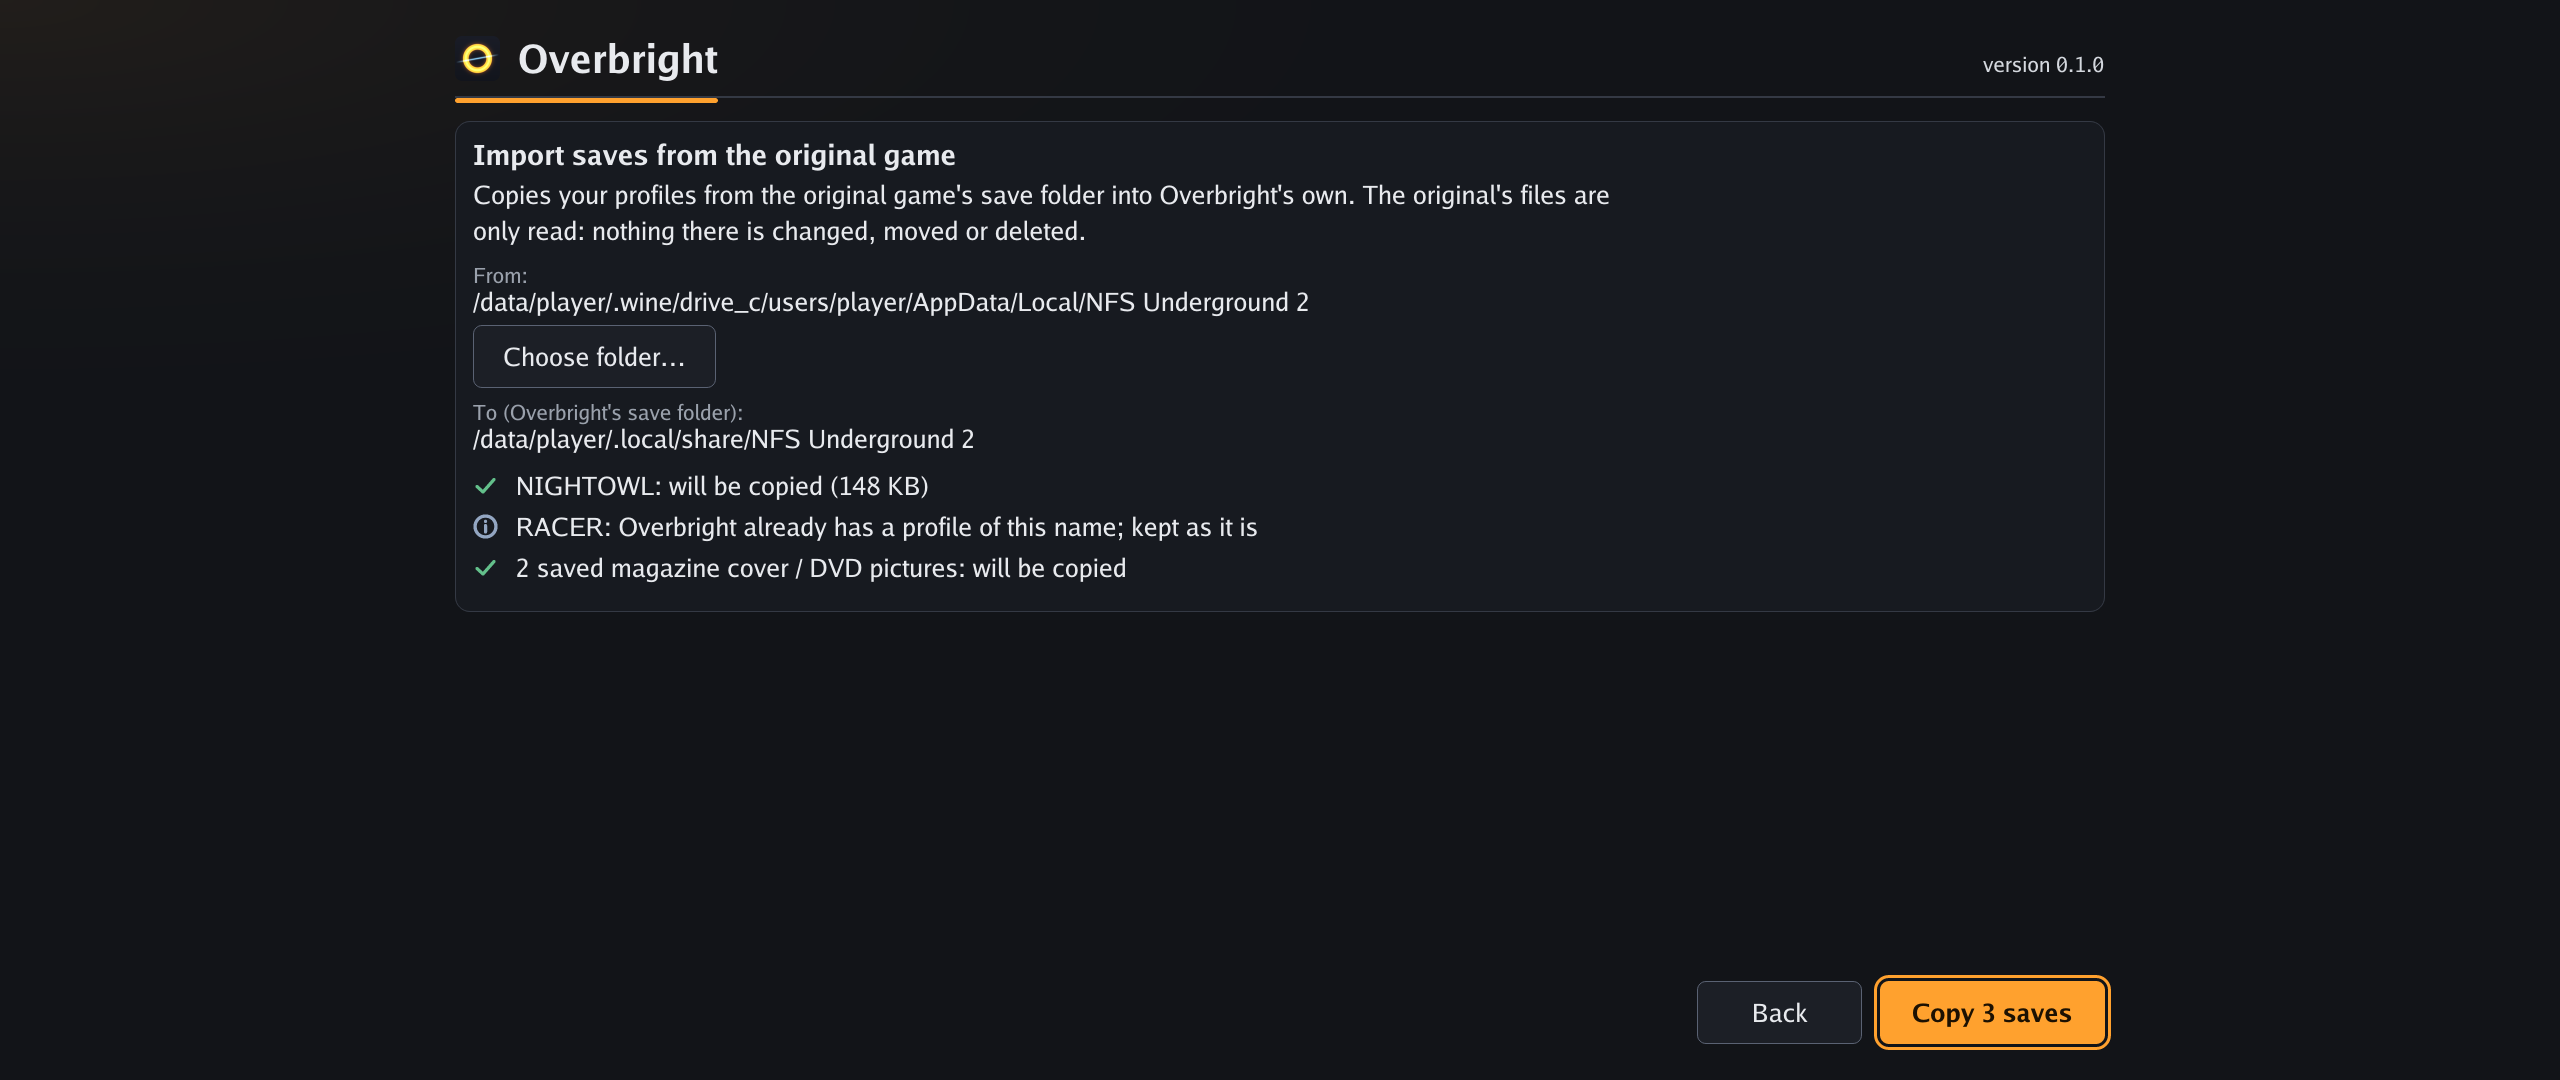 Overbright
version 0.1.0
Import saves from the original game
Copies your profiles from the original game's save folder into Overbright's own. The original's files are
only read: nothing there is changed, moved or deleted.
From:
/data/player/.wine/drive_c/users/player/AppData/Local/NFS Underground 2
Choose folder...
To (Overbright's save folder):
/data/player/.local/share/NFS Underground 2
NIGHTOWL: will be copied (148 KB)
RACER: Overbright already has a profile of this name; kept as it is
2 saved magazine cover / DVD pictures: will be copied
Back
Copy 3 saves